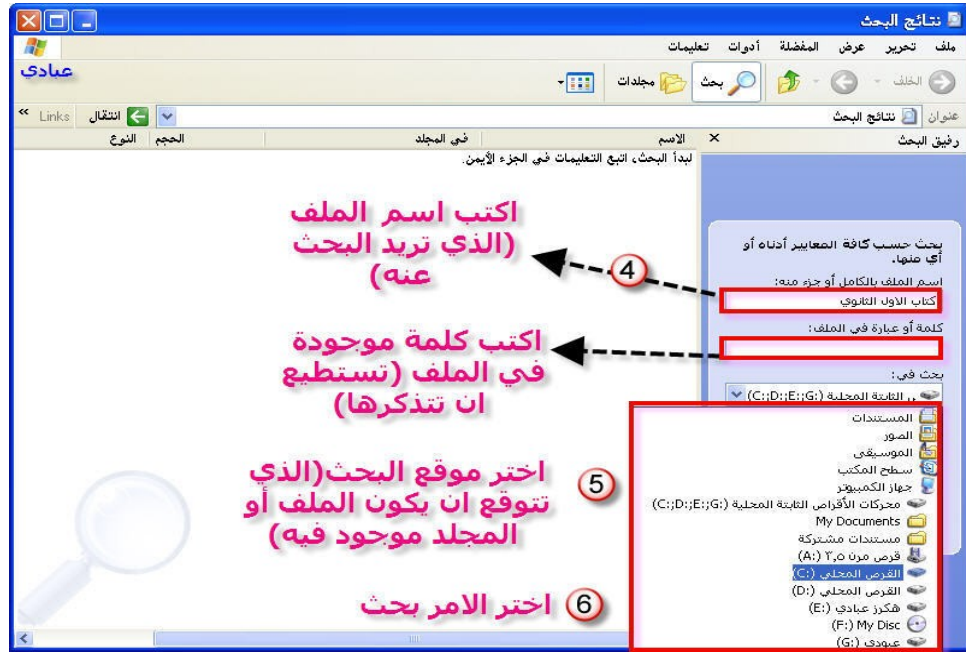 نتائج البحث
ملف تحرير عرض المفضلة أدوات تعليمات
عبادي
الخلف بحث مجلدات
عنوان نتائج البحث انتقال Links »
رفيق البحث × الاسم في المجلد الحجم النوع
لبدأ البحث، اتبع التعليمات في الجزء الأيمن.
بحث حسب كافة المعايير أدناه أو
أي منها.
اسم الملف بالكامل أو جزء منه:
كتاب الاول الثانوي
كلمة أو عبارة في الملف:
بحث في:
الثابتة المحلية (C:;D:;E:;G:)
المستندات
الصور
الموسيقى
سطح المكتب
جهاز الكمبيوتر
محركات الأقراص الثابتة المحلية (C:;D:;E:;G:)
My Documents
مستندات مشتركة
قرص مرن ٣,٥ (A:)
القرص المحلي (C:)
القرص المحلي (D:)
هكرز عبادي (E:)
(F:) My Disc
عبودي (G:)
4
اكتب اسم الملف
(الذي تريد البحث
عنه)
اكتب كلمة موجودة
في الملف (تستطيع
ان تتذكرها)
5
اختر موقع البحث(الذي
تتوقع ان يكون الملف أو
المجلد موجود فيه)
6 اختر الامر بحث